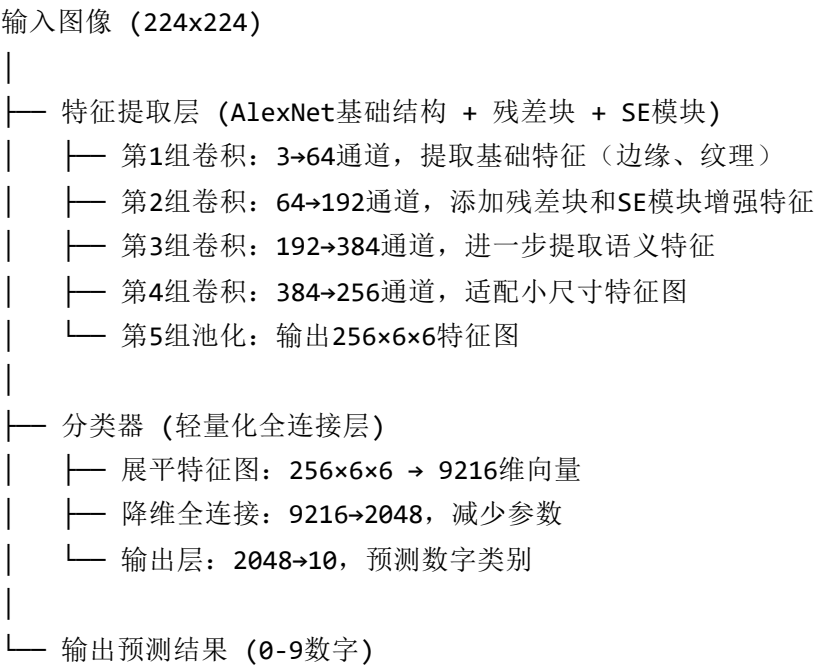 输入图像 (224x224)
│
├── 特征提取层 (AlexNet基础结构 + 残差块 + SE模块)
│   ├── 第1组卷积：3→64通道，提取基础特征（边缘、纹理）
│   ├── 第2组卷积：64→192通道，添加残差块和SE模块增强特征
│   ├── 第3组卷积：192→384通道，进一步提取语义特征
│   ├── 第4组卷积：384→256通道，适配小尺寸特征图
│   └── 第5组池化：输出256×6×6特征图
│
├── 分类器 (轻量化全连接层)
│   ├── 展平特征图：256×6×6 → 9216维向量
│   ├── 降维全连接：9216→2048，减少参数
│   └── 输出层：2048→10，预测数字类别
│
└── 输出预测结果 (0-9数字)